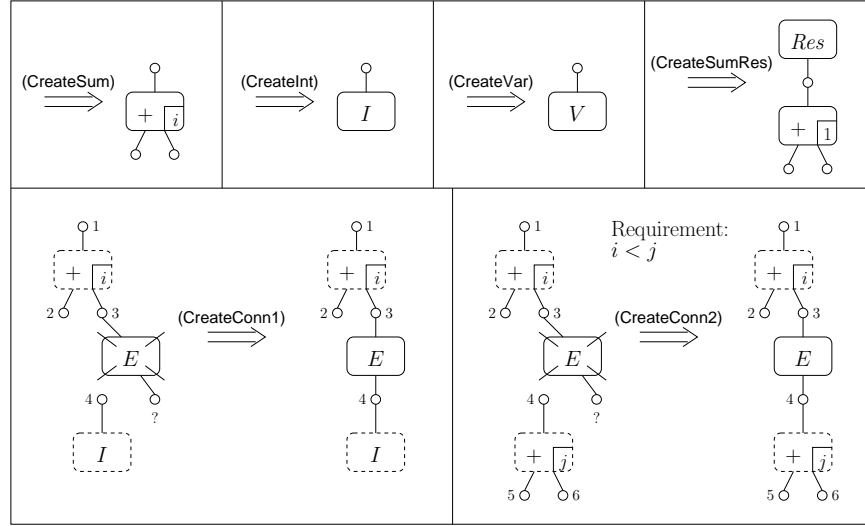 (CreateSum)
+ i
(CreateInt)
I
(CreateVar)
V
(CreateSumRes)
Res
+ 1
1
+ i
2 3
E
4 ?
I
(CreateConn1)
1
+ i
2 3
E
4
I
1
+ i
2 3
E
4 ?
+ j
5 6
(CreateConn2)
Requirement:
i < j
1
+ i
2 3
E
4
+ j
5 6